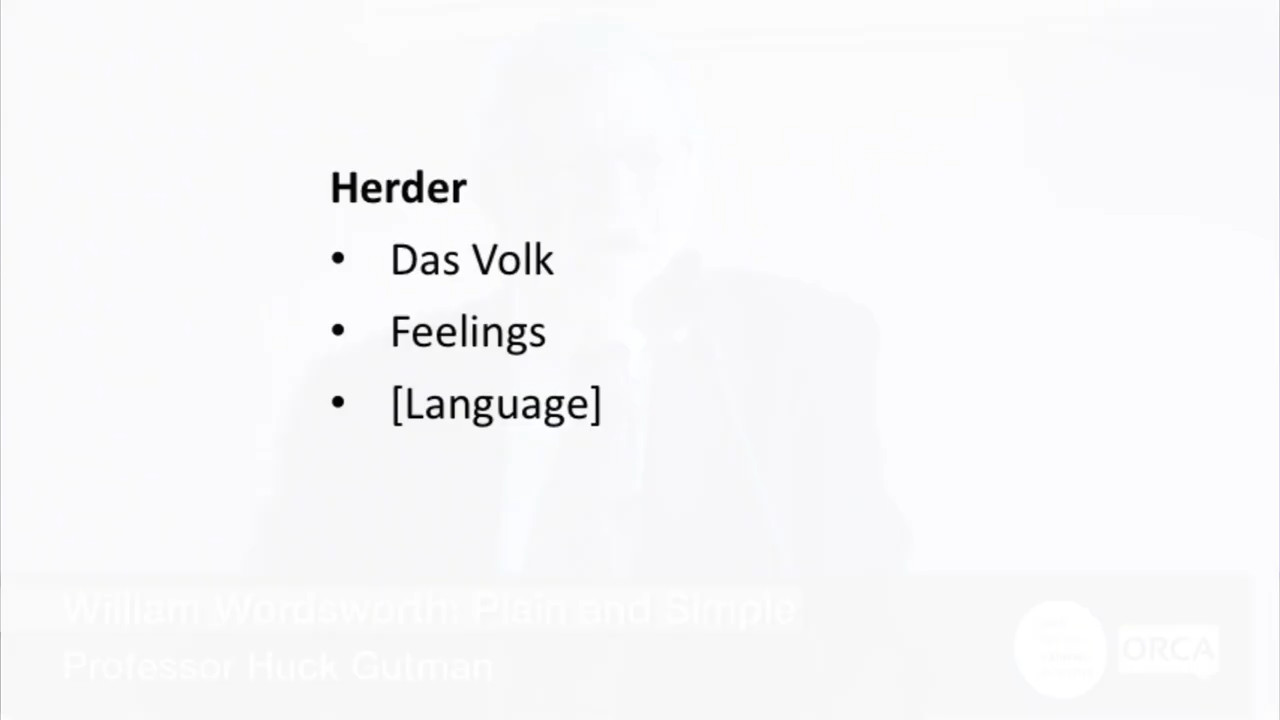 Herder
• Das Volk
• Feelings
• [Language]
William Wordsworth: Plain and Simple
Professor Huck Gutman
ORCA